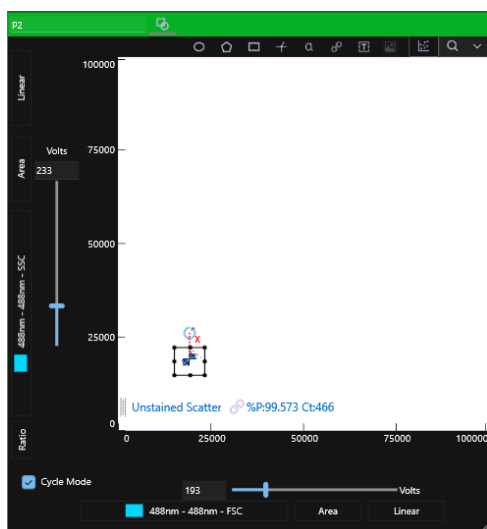 P2
α
T
Linear
Area
Volts
233
488nm - 488nm - SSC
Ratio
100000
75000
50000
25000
0
X
Unstained Scatter %P:99.573 Ct:466
0 25000 50000 75000 100000
Cycle Mode
193 Volts
488nm - 488nm - FSC Area Linear